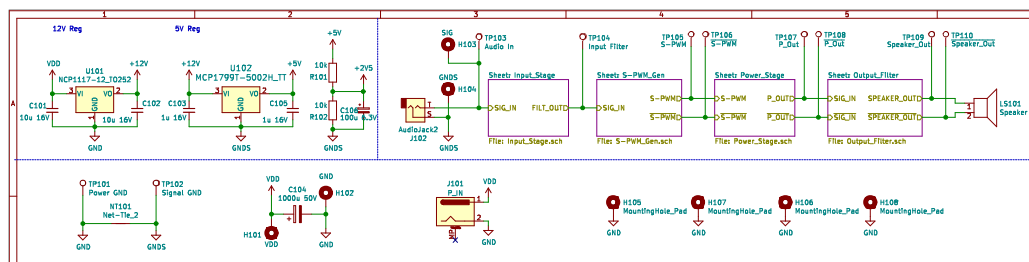 1 2 3 4 5
A
12V Reg
5V Reg
VDD
U101
NCP1117-12_TO252
+12V
VI VO
GND
1
3 2
C101
10u 16V
C102
10u 16V
GND
+12V
U102
MCP1799T-5002H_TT
+5V
VI VO
GND
1
3 2
C103
1u 16V
C105
1u 16V
GNDS
+5V
10k
R101
+2V5
10k
R102
C106
100u 6.3V
GNDS
SIG
H103
GNDS
H104
TP103
Audio In
T
S
AudioJack2
J102
GNDS
Sheet: Input_Stage
SIG_IN FILT_OUT
File: Input_Stage.sch
TP104
Input Filter
Sheet: S-PWM_Gen
SIG_IN S-PWM
S-PWM
File: S-PWM_Gen.sch
TP105
S-PWM
TP106
S-PWM
Sheet: Power_Stage
S-PWM P_OUT
S-PWM P_OUT
File: Power_Stage.sch
TP107
P_Out
TP108
P_Out
Sheet: Output_Filter
SIG_IN SPEAKER_OUT
SIG_IN SPEAKER_OUT
File: Output_Filter.sch
TP109
Speaker_Out
TP110
Speaker_Out
1
2
LS101
Speaker
TP101
Power GND
TP102
Signal GND
NT101
Net-Tie_2
GND
GNDS
VDD
C104
1000u 50V
GND
H102
H101
VDD
GND
J101
P_IN
VDD
1
2
MP
GND
H105
MountingHole_Pad
GND
H107
MountingHole_Pad
GND
H106
MountingHole_Pad
GND
H108
MountingHole_Pad
GND